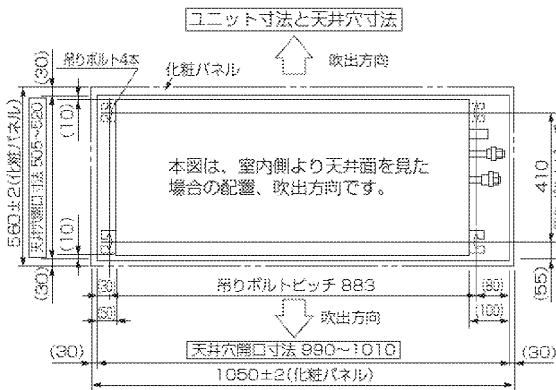 ユニット寸法と天井穴寸法
吊りボルト4本
化粧パネル
吹出方向
(30)
(10)
560±2(化粧パネル)
天井穴開口寸法 505~520
本図は、室内側より天井面を見た
場合の配置、吹出方向です。
410
(10)
(30)
(55)
(30)
吊りボルトピッチ 883
(80)
(50)
吹出方向
(100)
(30)
天井穴開口寸法 990~1010
(30)
1050±2(化粧パネル)